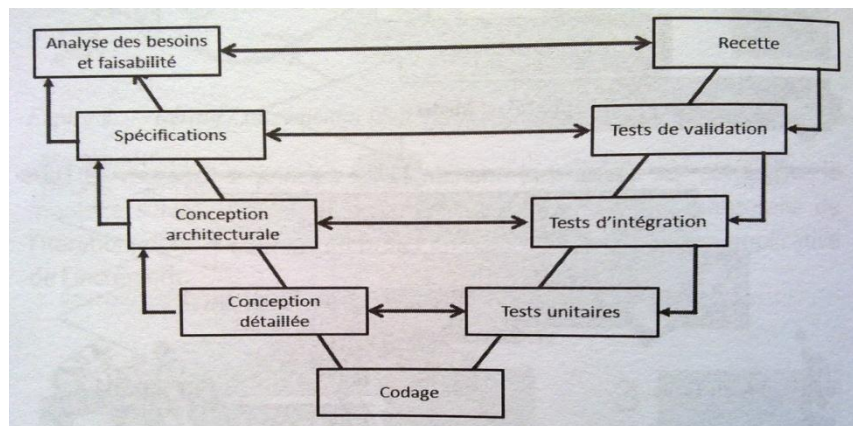 Analyse des besoins
et faisabilité
Recette
Spécifications
Tests de validation
Conception
architecturale
Tests d'intégration
Conception
détaillée
Tests unitaires
Codage